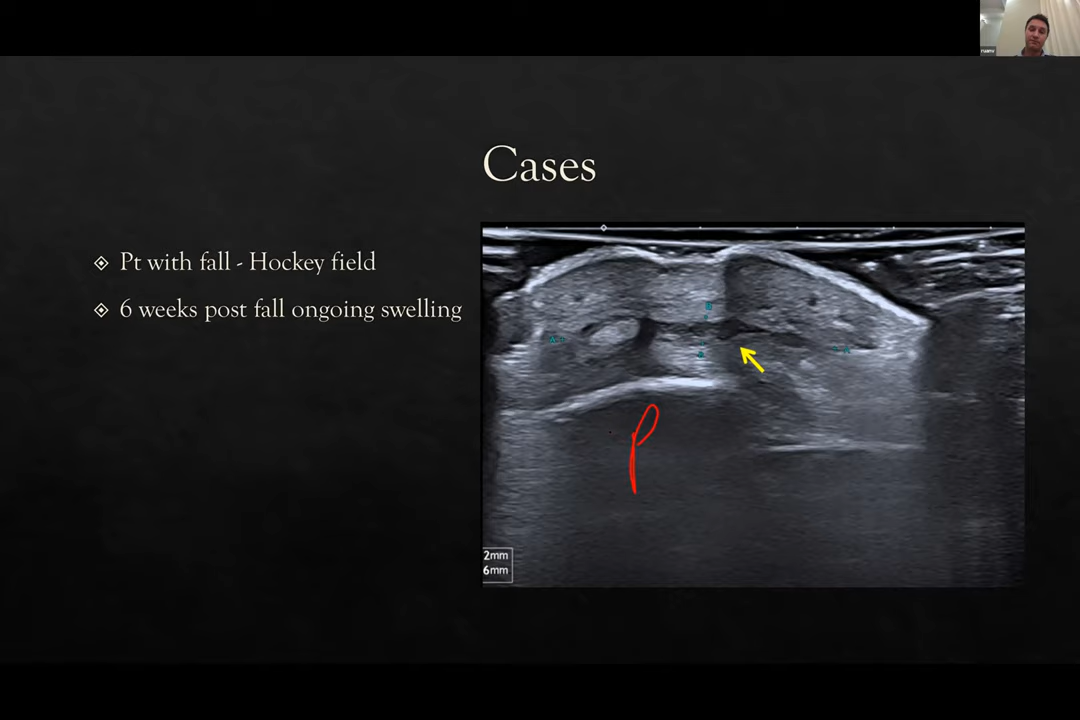 Cases
Pt with fall - Hockey field
6 weeks post fall ongoing swelling
P
2mm
6mm